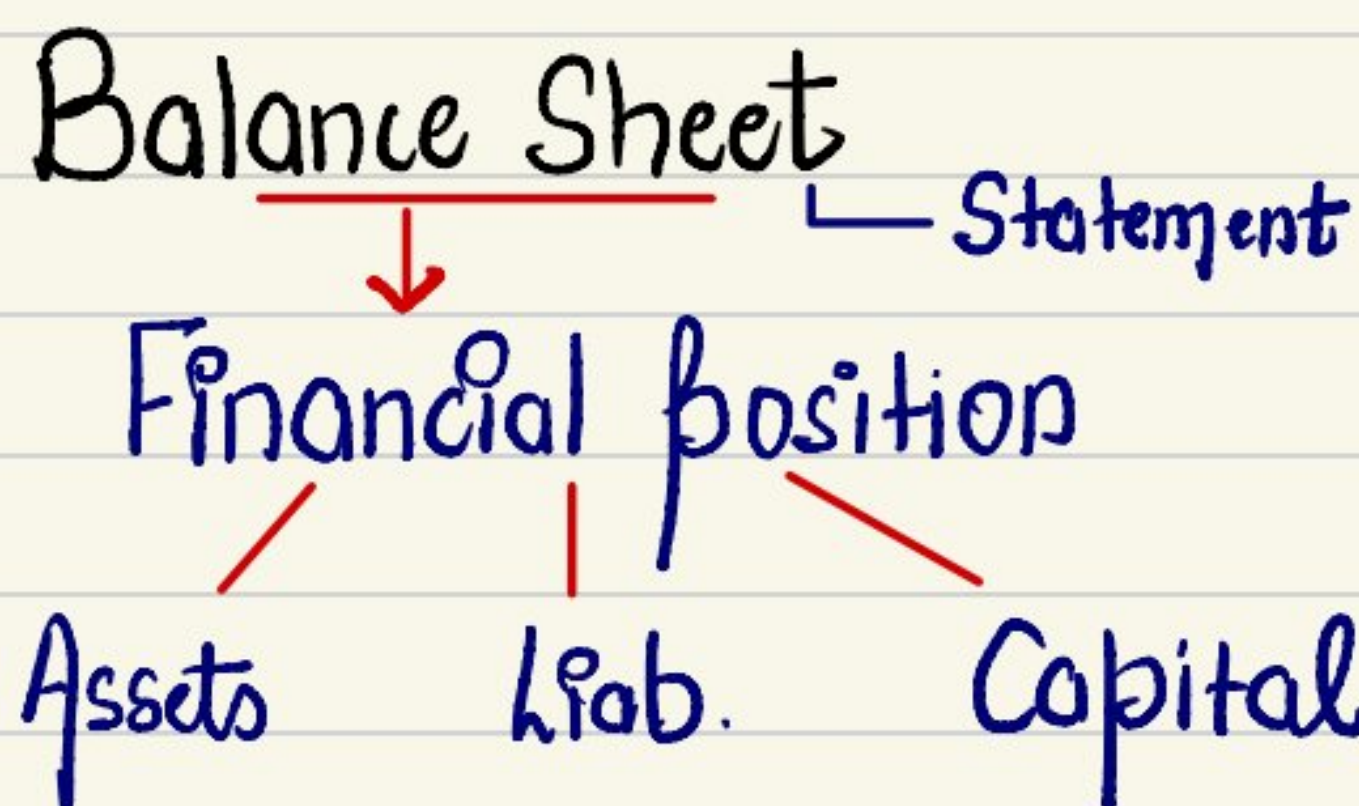 Balance Sheet
Statement
Financial position
Assets Liab. Capital